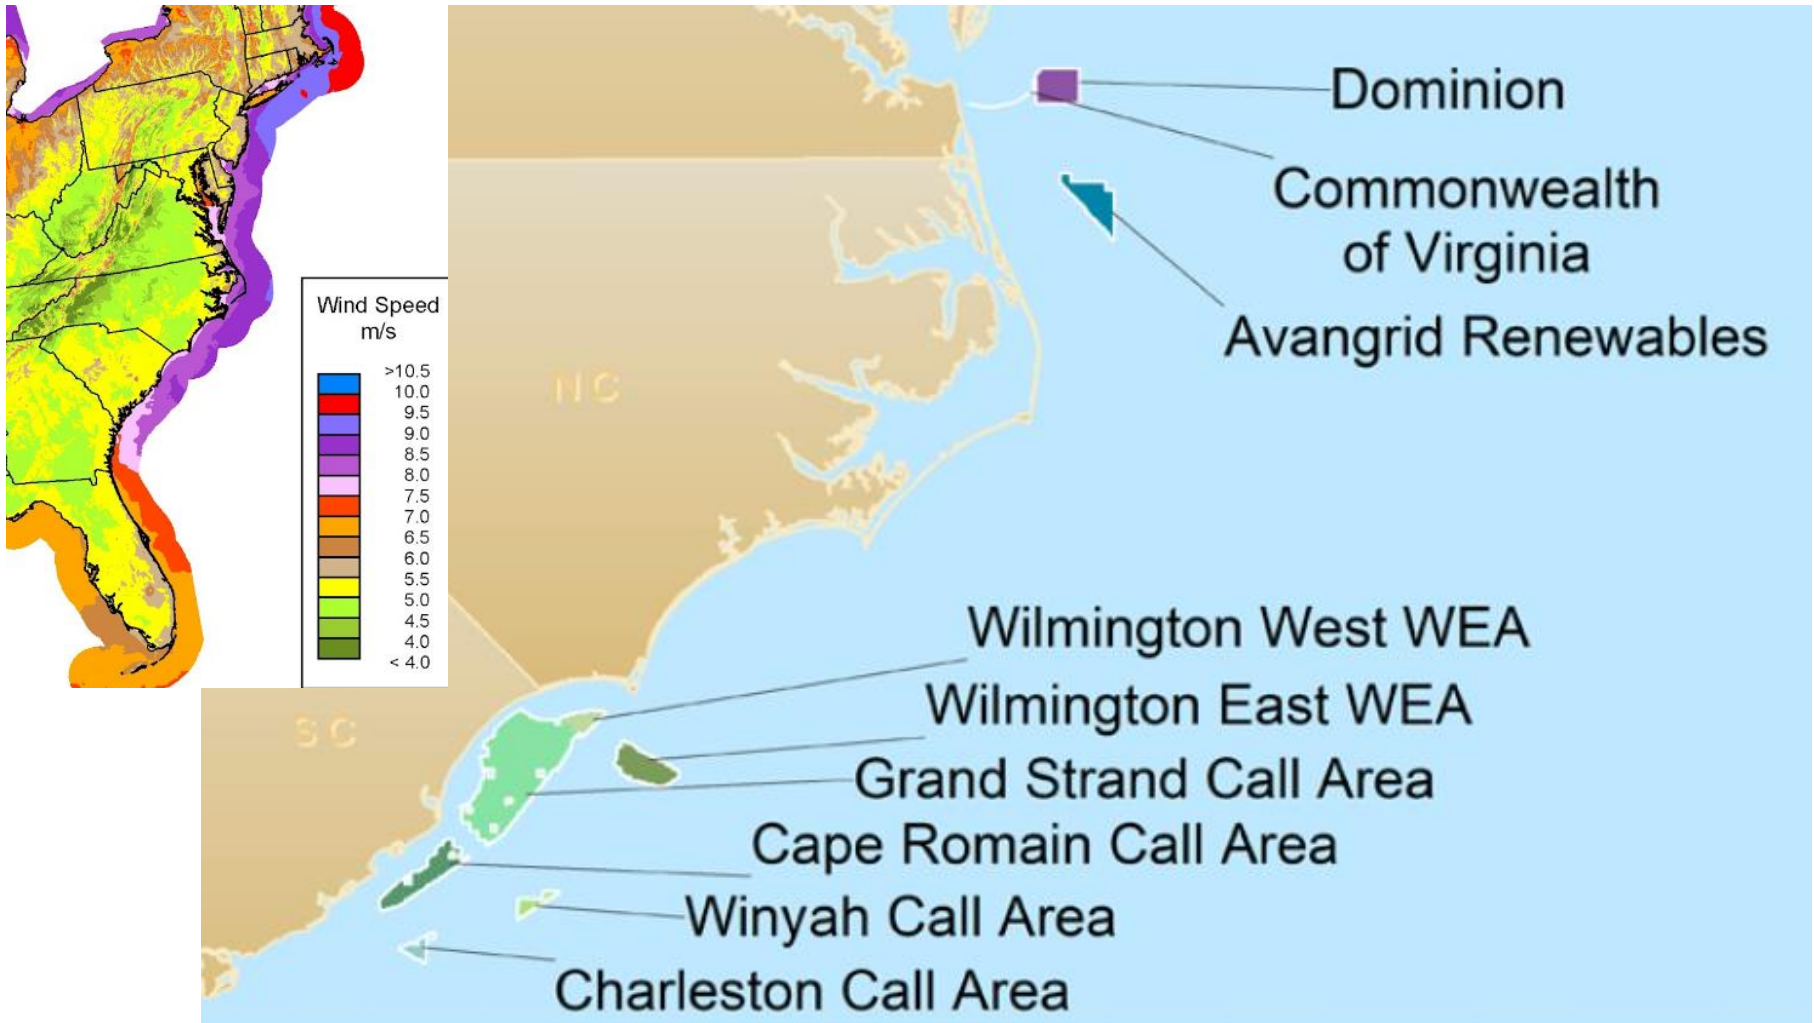 Wind Speed
m/s
>10.5
10.0
9.5
9.0
8.5
8.0
7.5
7.0
6.5
6.0
5.5
5.0
4.5
4.0
< 4.0
Dominion
Commonwealth
of Virginia
Avangrid Renewables
NC
Wilmington West WEA
Wilmington East WEA
SC
Grand Strand Call Area
Cape Romain Call Area
Winyah Call Area
Charleston Call Area